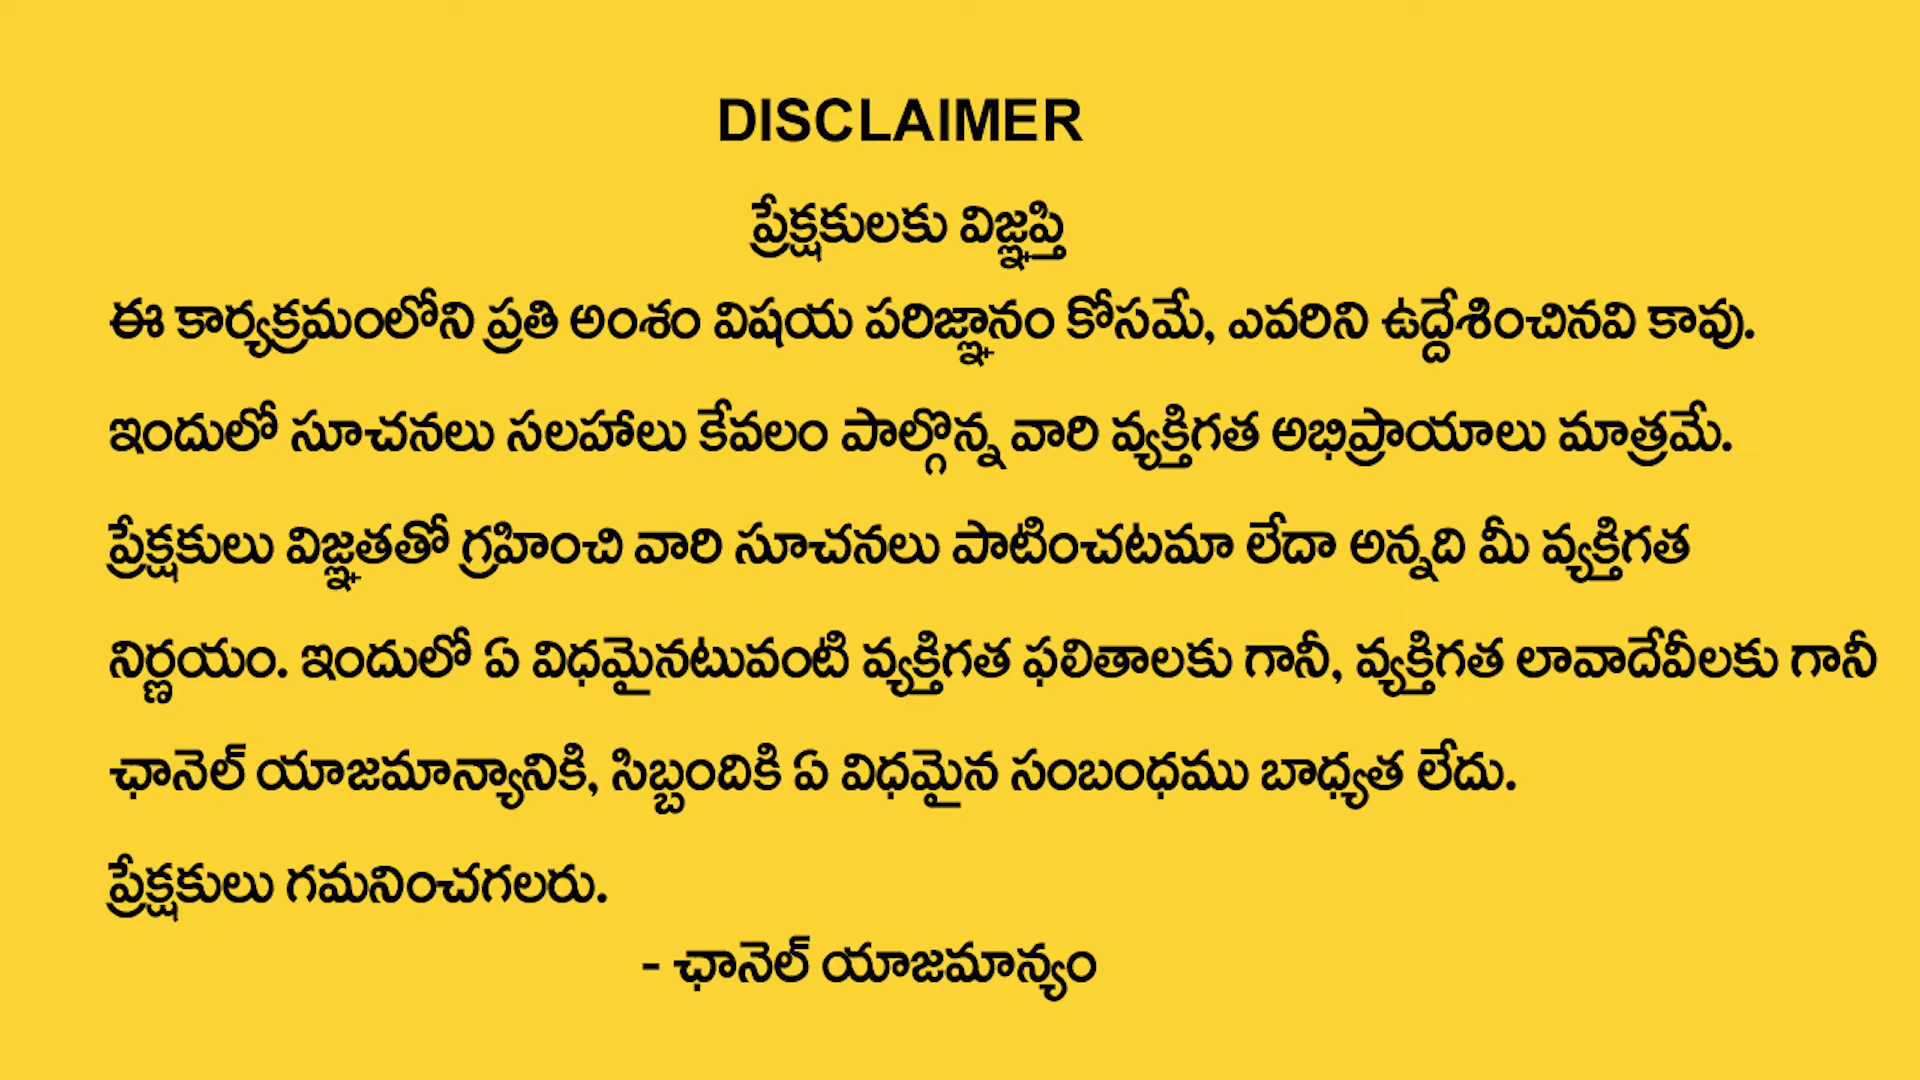 DISCLAIMER
ప్రేక్షకులకు విజ్ఞప్తి
ఈ కార్యక్రమంలోని ప్రతి అంశం విషయ పరిజ్ఞానం కోసమే, ఎవరిని ఉద్దేశించినవి కావు.
ఇందులో సూచనలు సలహాలు కేవలం పాల్గొన్న వారి వ్యక్తిగత అభిప్రాయాలు మాత్రమే.
ప్రేక్షకులు విజ్ఞతతో గ్రహించి వారి సూచనలు పాటించటమా లేదా అన్నది మీ వ్యక్తిగత
నిర్ణయం. ఇందులో ఏ విధమైనటువంటి వ్యక్తిగత ఫలితాలకు గానీ, వ్యక్తిగత లావాదేవీలకు గానీ
ఛానెల్ యాజమాన్యానికి, సిబ్బందికి ఏ విధమైన సంబంధము బాధ్యత లేదు.
ప్రేక్షకులు గమనించగలరు.
- ఛానెల్ యాజమాన్యం